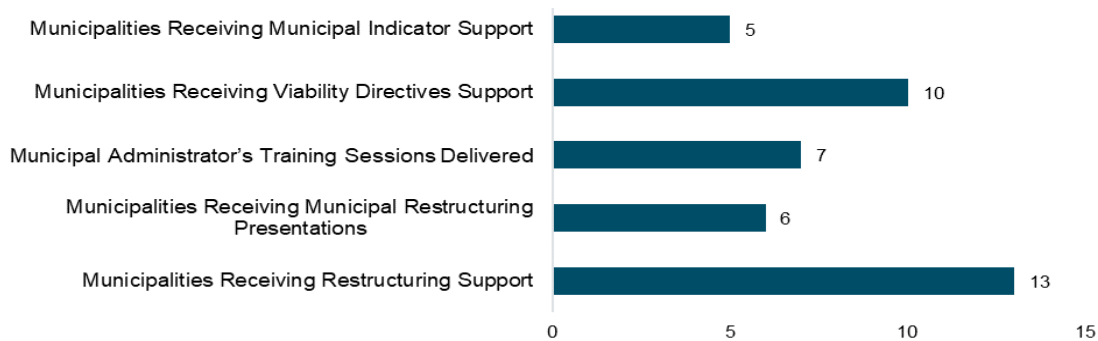 Municipalities Receiving Municipal Indicator Support
5
Municipalities Receiving Viability Directives Support
10
Municipal Administrator’s Training Sessions Delivered
7
Municipalities Receiving Municipal Restructuring
Presentations
6
Municipalities Receiving Restructuring Support
13
0 5 10 15